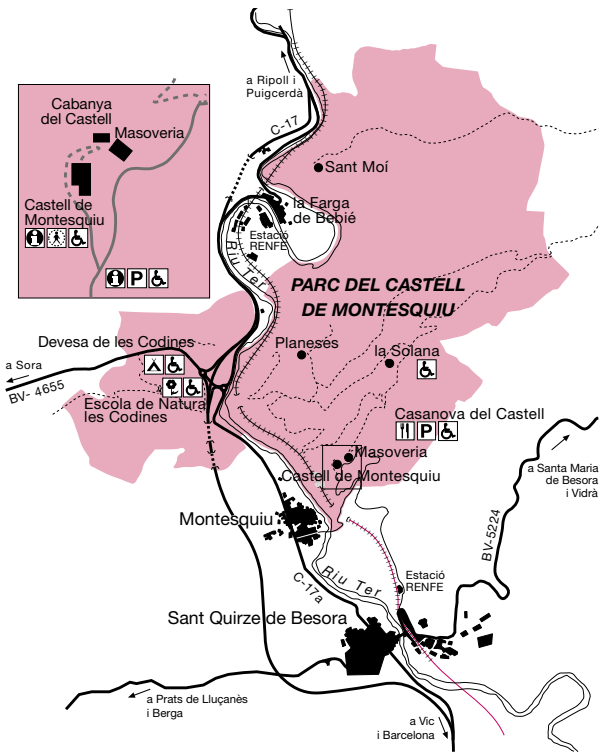 a Ripoll i
Puigcerdà
C-17
Cabanya
del Castell
Masoveria
Castell de
Montesquiu
i
P
i
Sant Moí
la Farga
de Bebié
Estació
RENFE
Riu Ter
PARC DEL CASTELL
DE MONTESQUIU
Devesa de les Codines
a Sora
BV- 4655
Escola de Natura
les Codines
Planeses
la Solana
Casanova del Castell
P
Masoveria
Castell de Montesquiu
a Santa Maria
de Besora
i Vidrà
BV-5224
Montesquiu
C-17a
Riu Ter
Estació
RENFE
Sant Quirze de Besora
a Prats de Lluçanès
i Berga
a Vic
i Barcelona